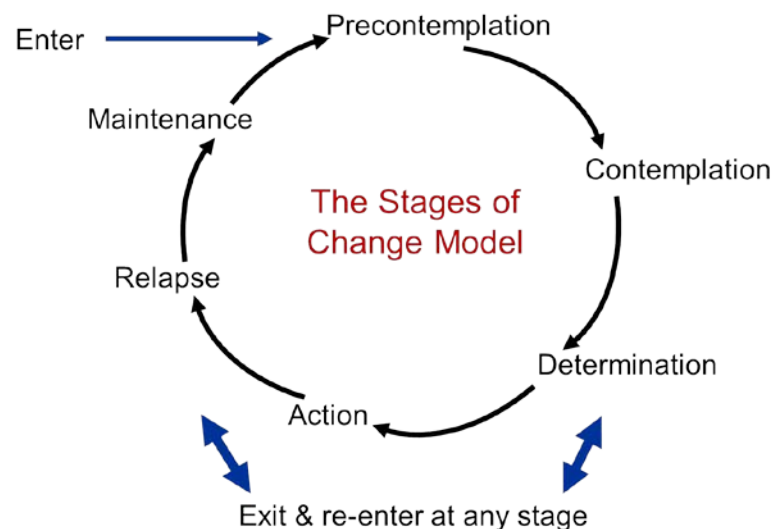 Enter
Precontemplation
Maintenance
Contemplation
The Stages of
Change Model
Relapse
Determination
Action
Exit & re-enter at any stage